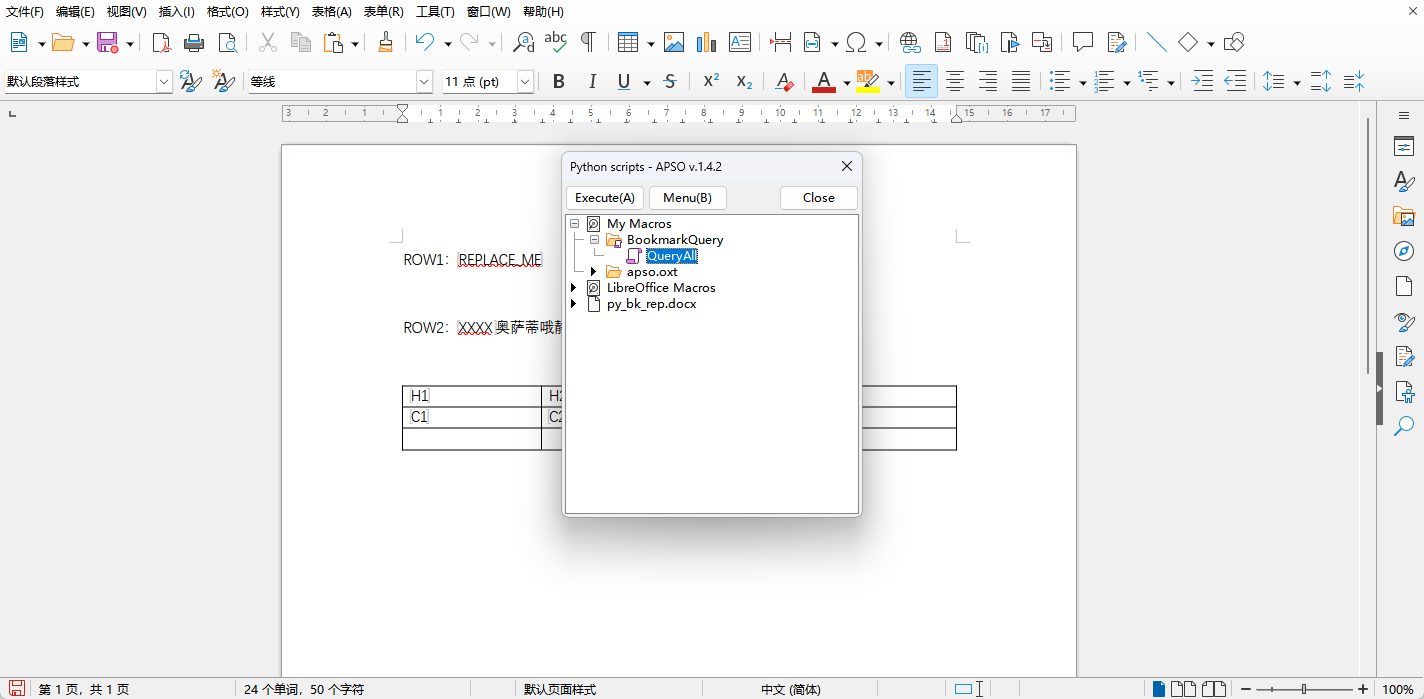 文件(F) 编辑(E) 视图(V) 插入(I) 格式(O) 样式(Y) 表格(A) 表单(R) 工具(T) 窗口(W) 帮助(H)
默认段落样式 等线 11 点 (pt)
3 2 1 1 2 3 4 5 6 7 8 9 10 11 12 13 14 15 16 17
Python scripts - APSO v.1.4.2
Execute(A) Menu(B) Close
My Macros
BookmarkQuery
QueryAll
apso.oxt
LibreOffice Macros
py_bk_rep.docx
ROW1：REPLACE_ME
ROW2：XXXX 奥萨蒂哦
H1 H2
C1 C2
第 1 页，共 1 页 24 个单词，50 个字符 默认页面样式 中文 (简体) 100%